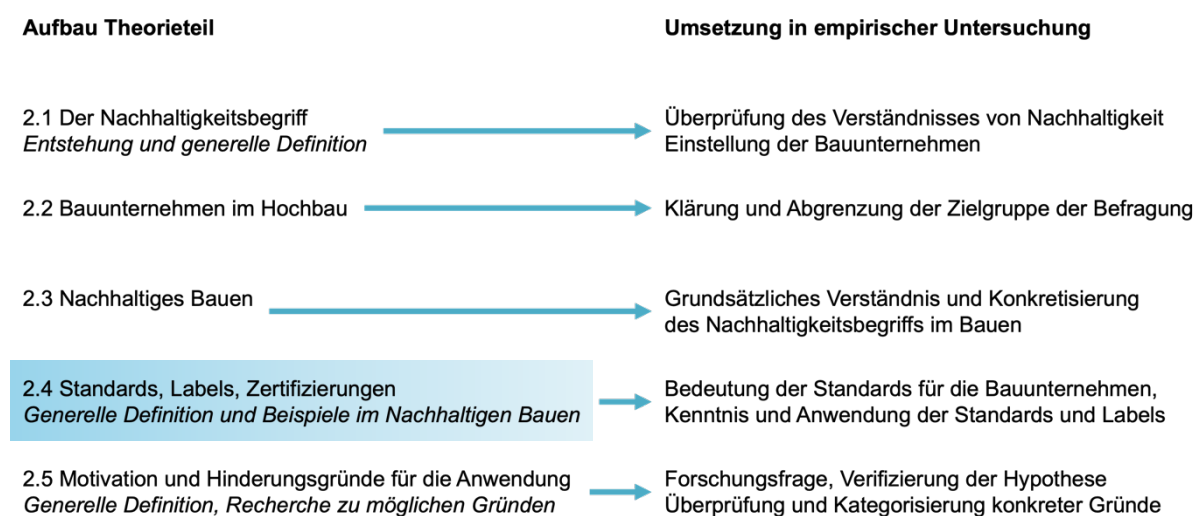 Aufbau Theorieteil
Umsetzung in empirischer Untersuchung
2.1 Der Nachhaltigkeitsbegriff
Entstehung und generelle Definition
Überprüfung des Verständnisses von Nachhaltigkeit
Einstellung der Bauunternehmen
2.2 Bauunternehmen im Hochbau
Klärung und Abgrenzung der Zielgruppe der Befragung
2.3 Nachhaltiges Bauen
Grundsätzliches Verständnis und Konkretisierung
des Nachhaltigkeitsbegriffs im Bauen
2.4 Standards, Labels, Zertifizierungen
Generelle Definition und Beispiele im Nachhaltigen Bauen
Bedeutung der Standards für die Bauunternehmen,
Kenntnis und Anwendung der Standards und Labels
2.5 Motivation und Hinderungsgründe für die Anwendung
Generelle Definition, Recherche zu möglichen Gründen
Forschungsfrage, Verifizierung der Hypothese
Überprüfung und Kategorisierung konkreter Gründe